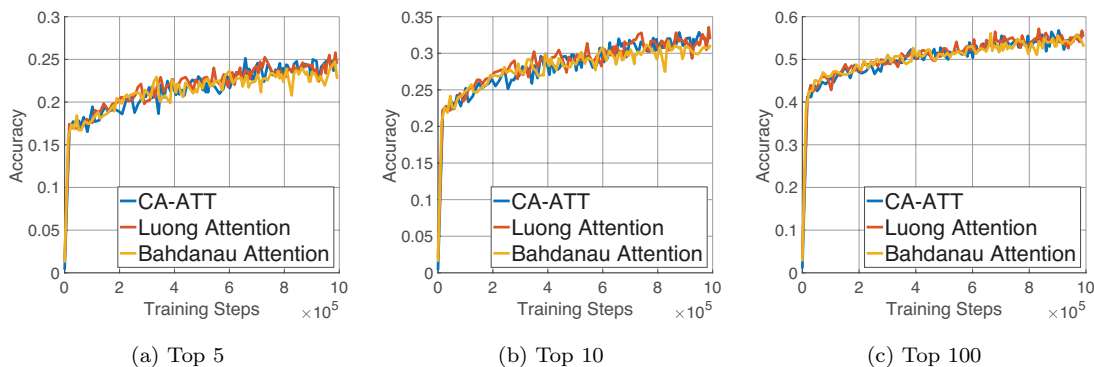 0.3
0.25
0.2
0.15
0.1
0.05
0
Accuracy
CA-ATT
Luong Attention
Bahdanau Attention
0 2 4 6 8 10
Training Steps
×10^5
(a) Top 5
0.35
0.3
0.25
0.2
0.15
0.1
0.05
0
Accuracy
CA-ATT
Luong Attention
Bahdanau Attention
0 2 4 6 8 10
Training Steps
×10^5
(b) Top 10
0.6
0.5
0.4
0.3
0.2
0.1
0
Accuracy
CA-ATT
Luong Attention
Bahdanau Attention
0 2 4 6 8 10
Training Steps
×10^5
(c) Top 100